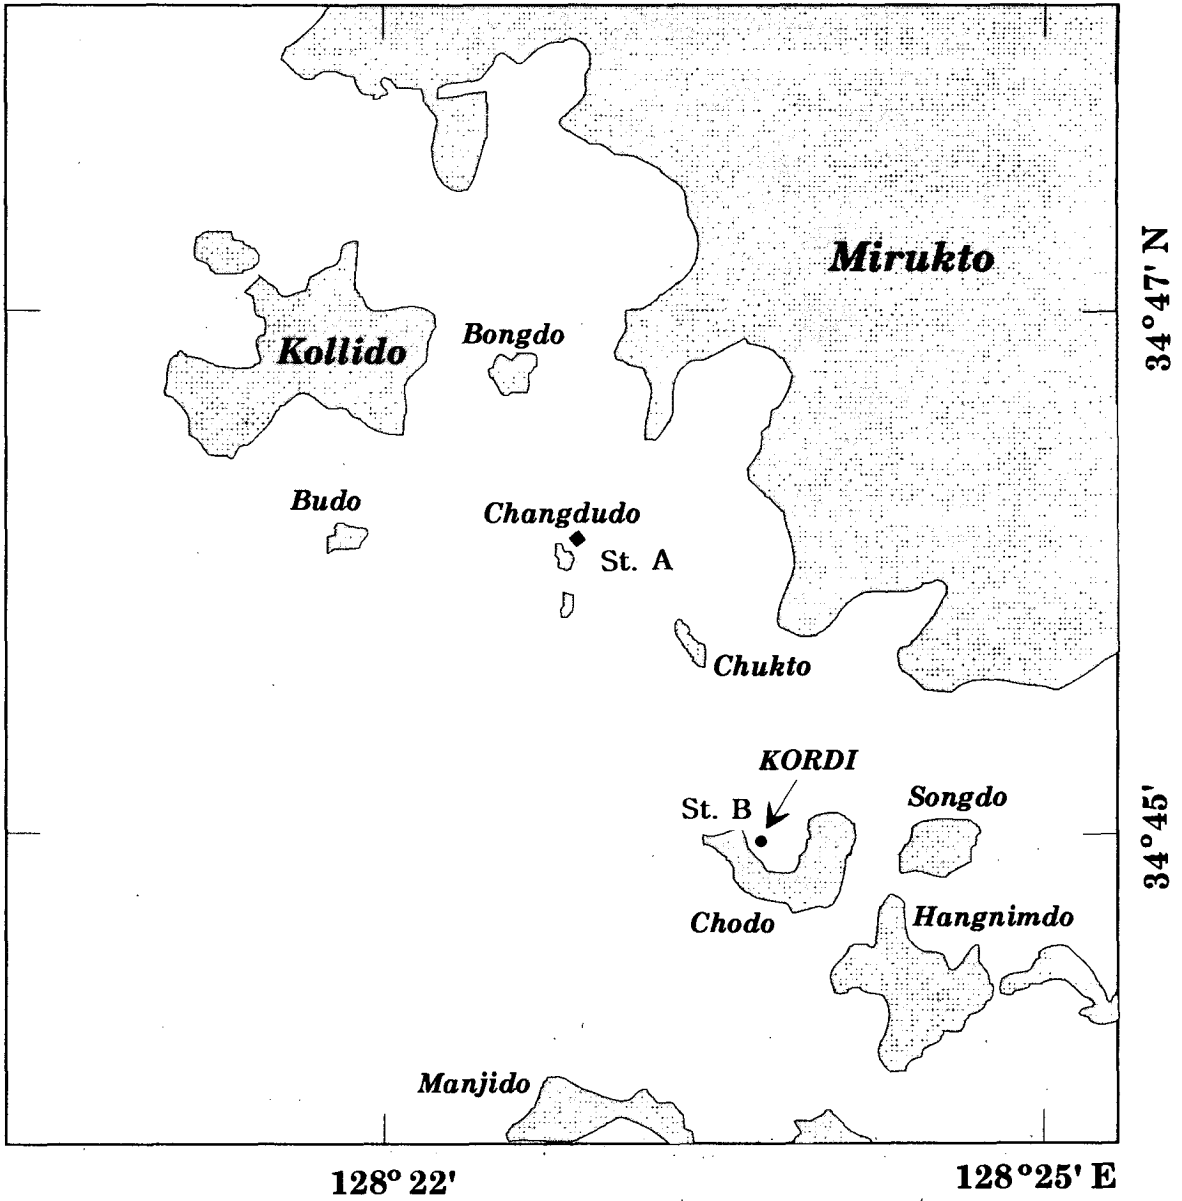 Mirukto
34°47' N
Bongdo
Kollido
Budo
Changdudo
St. A
Chukto
KORDI
St. B
Songdo
34°45'
Chodo
Hangnimdo
Manjido
128° 22'
128°25' E